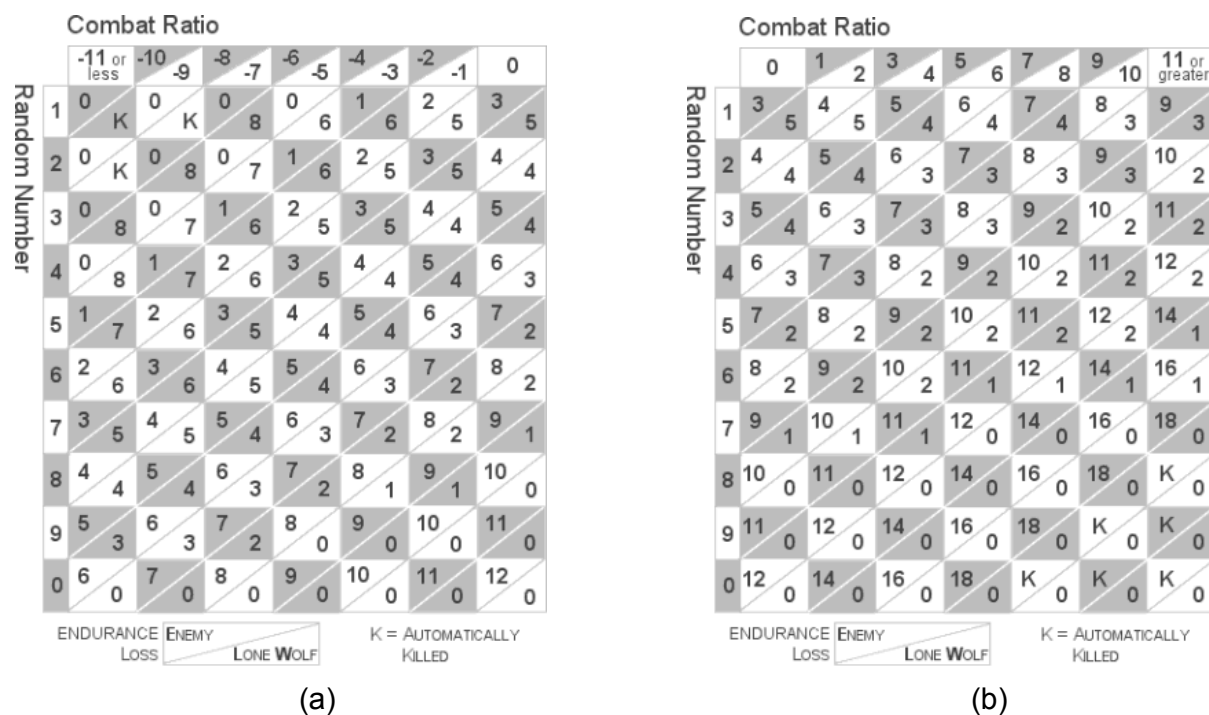 Combat Ratio
-11 or less -10 -9 -8 -7 -6 -5 -4 -3 -2 -1 0
Random Number
1 0 K 0 K 0 8 0 6 1 6 2 5 3 5
2 0 K 0 8 0 7 1 6 2 5 3 5 4 4
3 0 8 0 7 1 6 2 5 3 5 4 4 5 4
4 0 8 1 7 2 6 3 5 4 4 5 4 6 3
5 1 7 2 6 3 5 4 4 5 4 6 3 7 2
6 2 6 3 6 4 5 5 4 6 3 7 2 8 2
7 3 5 4 5 5 4 6 3 7 2 8 2 9 1
8 4 4 5 4 6 3 7 2 8 1 9 1 10 0
9 5 3 6 3 7 2 8 0 9 0 10 0 11 0
0 6 0 7 0 8 0 9 0 10 0 11 0 12 0
ENDURANCE LOSS
ENEMY
LONE WOLF
K = AUTOMATICALLY KILLED
(a)
Combat Ratio
0 1 2 3 4 5 6 7 8 9 10 11 or greater
Random Number
1 3 5 4 5 5 4 6 4 7 4 8 3 9 3
2 4 4 5 4 6 3 7 3 8 3 9 3 10 2
3 5 4 6 3 7 3 8 3 9 2 10 2 11 2
4 6 3 7 3 8 2 9 2 10 2 11 2 12 2
5 7 2 8 2 9 2 10 2 11 2 12 2 14 1
6 8 2 9 2 10 2 11 1 12 1 14 1 16 1
7 9 1 10 1 11 1 12 0 14 0 16 0 18 0
8 10 0 11 0 12 0 14 0 16 0 18 0 K 0
9 11 0 12 0 14 0 16 0 18 0 K 0 K 0
0 12 0 14 0 16 0 18 0 K 0 K 0 K 0
ENDURANCE LOSS
ENEMY
LONE WOLF
K = AUTOMATICALLY KILLED
(b)